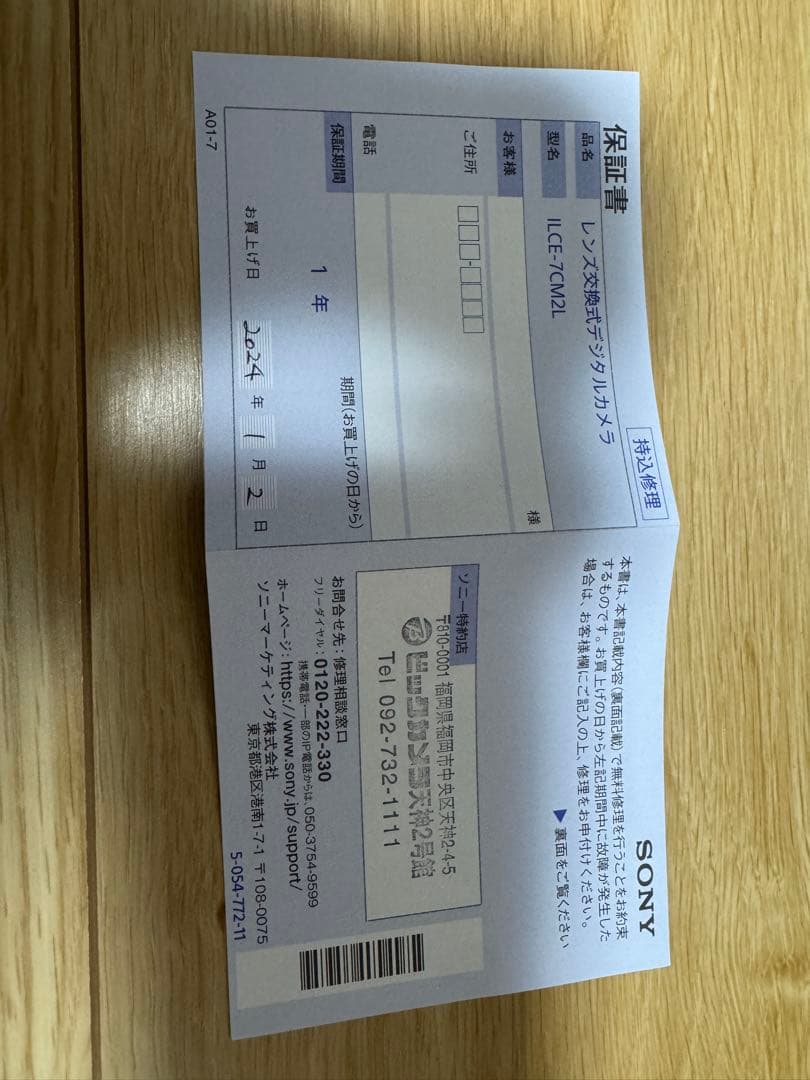 保証書
持込修理
品名 レンズ交換式デジタルカメラ
型名 ILCE-7CM2L
お客様 様
ご住所
電話
保証期間 1 年 期間(お買上げの日から)
お買上げ日 2024 年 1 月 2 日
A01-7
SONY
本書は、本書記載内容(裏面記載)で無料修理を行うことをお約束
するものです。お買上げの日から左記期間中に故障が発生した
場合は、お客様欄にご記入の上、修理をお申付けください。
▶裏面をご覧ください
ソニー特約店
〒810-0001 福岡県福岡市中央区天神2-4-5
ビックカメラ天神2号館
Tel 092-732-1111
お問合せ先:修理相談窓口
フリーダイヤル:0120-222-330
携帯電話・一部のIP電話からは、050-3754-9599
ホームページ:https://www.sony.jp/support/
ソニーマーケティング株式会社
東京都港区港南1-7-1 〒108-0075
5-054-772-11